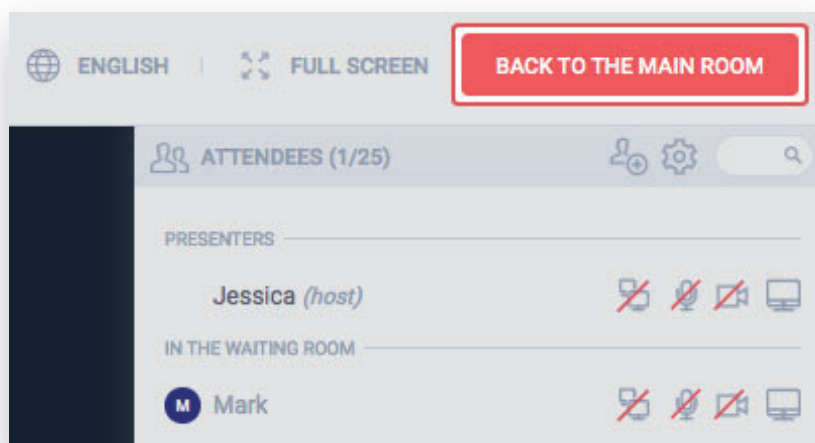 ENGLISH FULL SCREEN BACK TO THE MAIN ROOM
ATTENDEES (1/25)
PRESENTERS
Jessica (host)
IN THE WAITING ROOM
M Mark